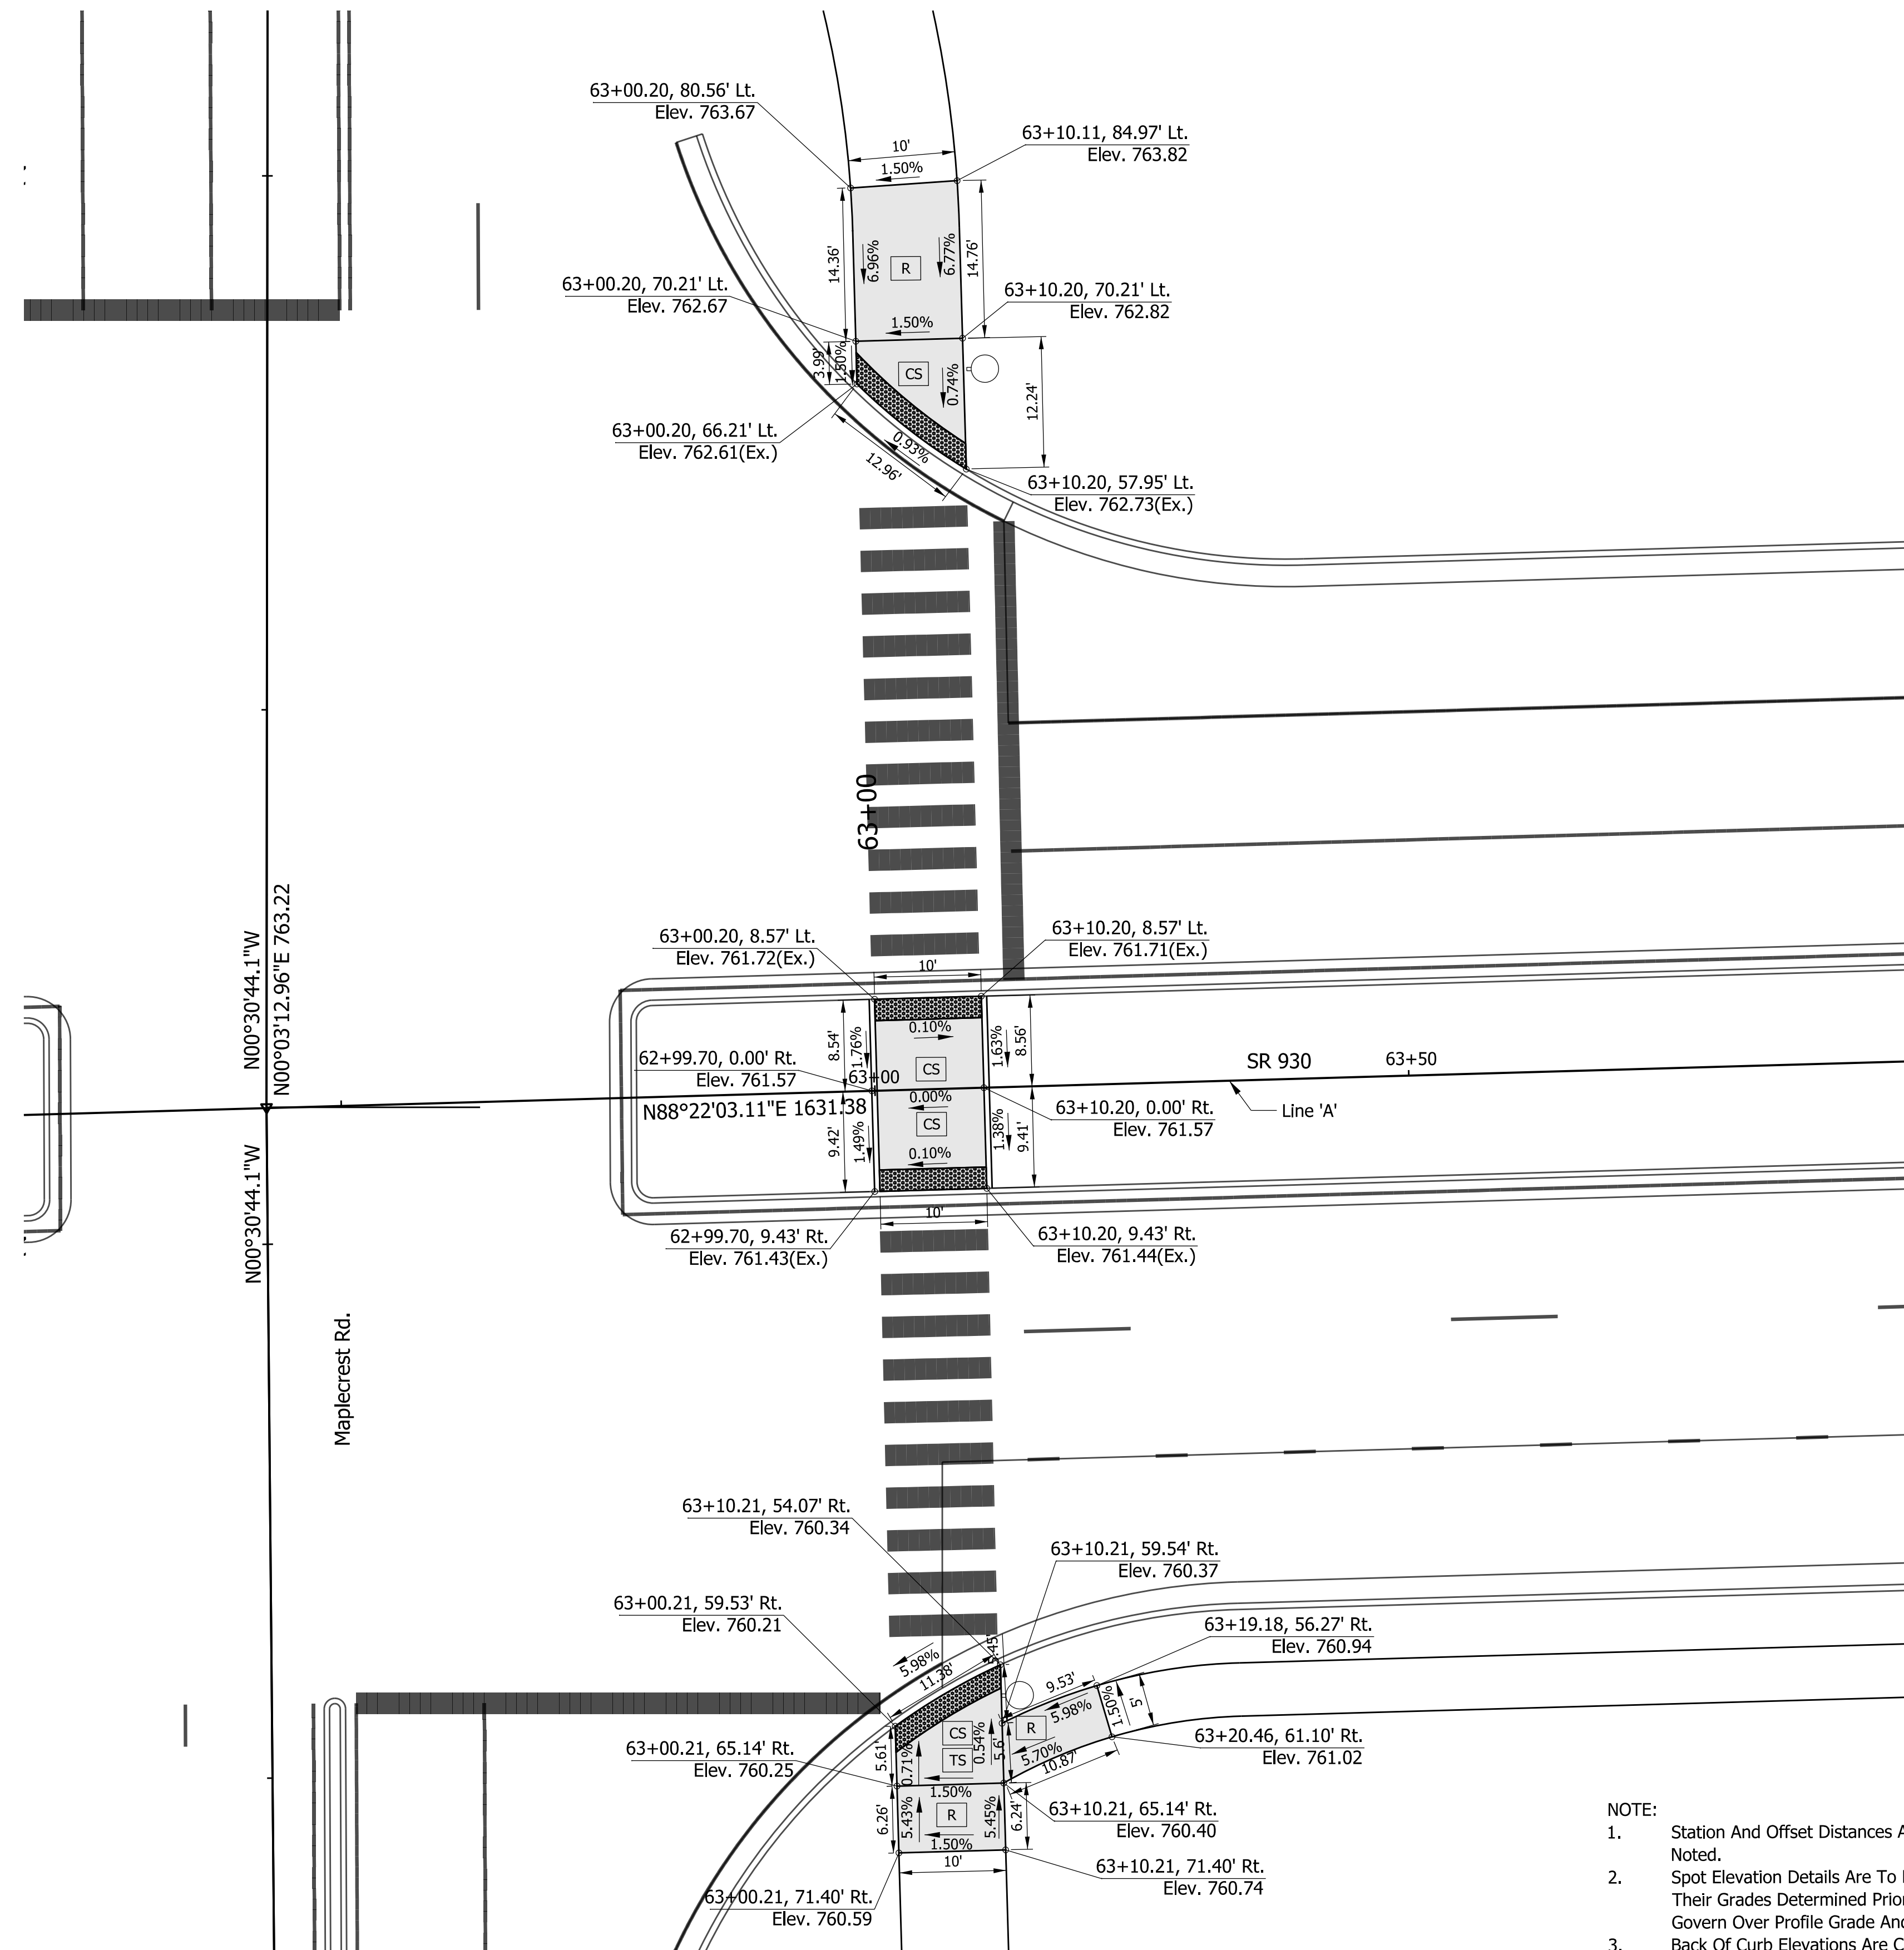 63+00.20, 80.56' Lt.
Elev. 763.67
63+10.11, 84.97' Lt.
Elev. 763.82
10'
1.50%
14.36'
6.96%
R
6.77%
14.76'
63+00.20, 70.21' Lt.
Elev. 762.67
63+10.20, 70.21' Lt.
Elev. 762.82
1.50%
3.99'
1.50%
CS
0.74%
12.24'
63+00.20, 66.21' Lt.
Elev. 762.61(Ex.)
0.93%
12.96'
63+10.20, 57.95' Lt.
Elev. 762.73(Ex.)
63+00
N00°30'44.1"W
N00°03'12.96"E 763.22
63+00.20, 8.57' Lt.
Elev. 761.72(Ex.)
63+10.20, 8.57' Lt.
Elev. 761.71(Ex.)
10'
0.10%
8.54'
1.76%
1.63%
8.56'
CS
62+99.70, 0.00' Rt.
Elev. 761.57
63+00
SR 930
63+50
N88°22'03.11"E 1631.38
0.00%
CS
63+10.20, 0.00' Rt.
Elev. 761.57
Line 'A'
9.42'
1.49%
1.38%
9.41'
0.10%
10'
N00°30'44.1"W
62+99.70, 9.43' Rt.
Elev. 761.43(Ex.)
63+10.20, 9.43' Rt.
Elev. 761.44(Ex.)
Maplecrest Rd.
63+10.21, 54.07' Rt.
Elev. 760.34
63+10.21, 59.54' Rt.
Elev. 760.37
63+00.21, 59.53' Rt.
Elev. 760.21
63+19.18, 56.27' Rt.
Elev. 760.94
5.98%
11.38'
5.45'
9.53'
5.98%
1.50%
5'
CS
TS
R
0.54%
5.6'
5.70%
10.87'
63+20.46, 61.10' Rt.
Elev. 761.02
63+00.21, 65.14' Rt.
Elev. 760.25
5.61'
0.71%
1.50%
R
6.26'
5.43%
5.45%
6.24'
1.50%
10'
63+10.21, 65.14' Rt.
Elev. 760.40
63+10.21, 71.40' Rt.
Elev. 760.74
63+00.21, 71.40' Rt.
Elev. 760.59
NOTE:
1. Station And Offset Distances
Noted.
2. Spot Elevation Details Are To
Their Grades Determined
Govern Over Profile Grade
3. Back Of Curb Elevations Are